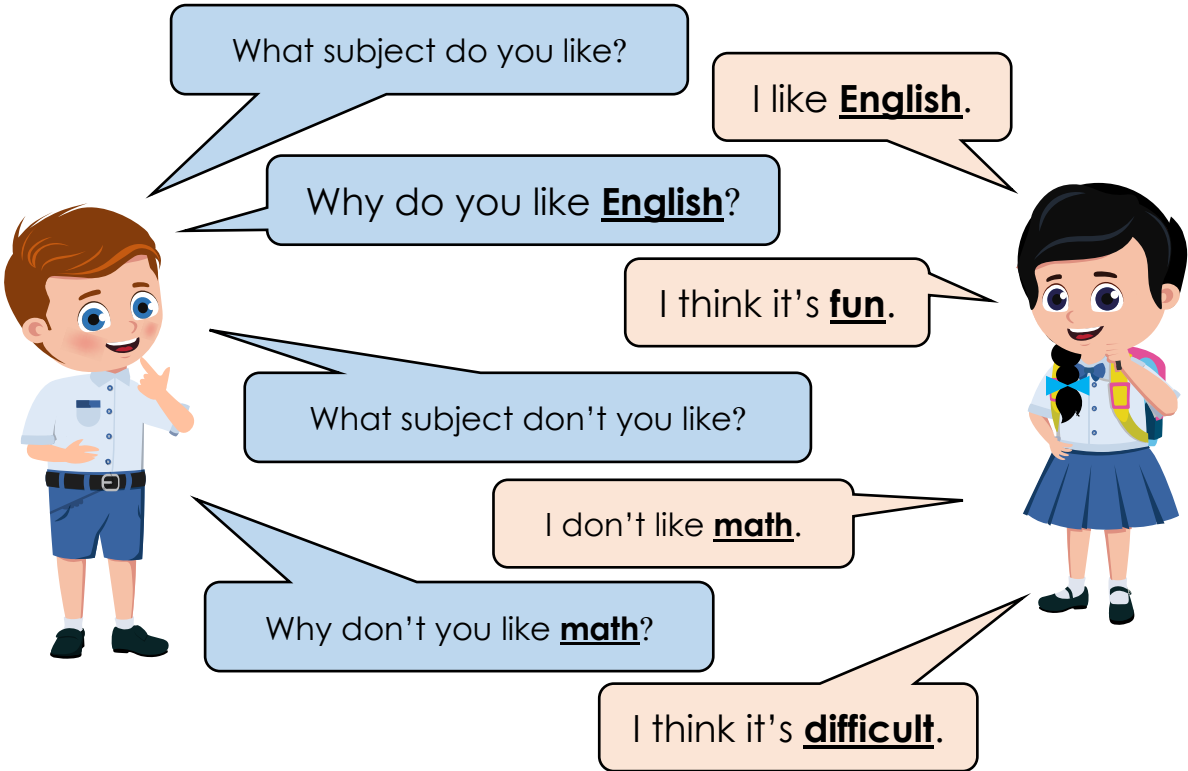 What subject do you like?
I like English.
Why do you like English?
I think it's fun.
What subject don't you like?
I don't like math.
Why don't you like math?
I think it's difficult.